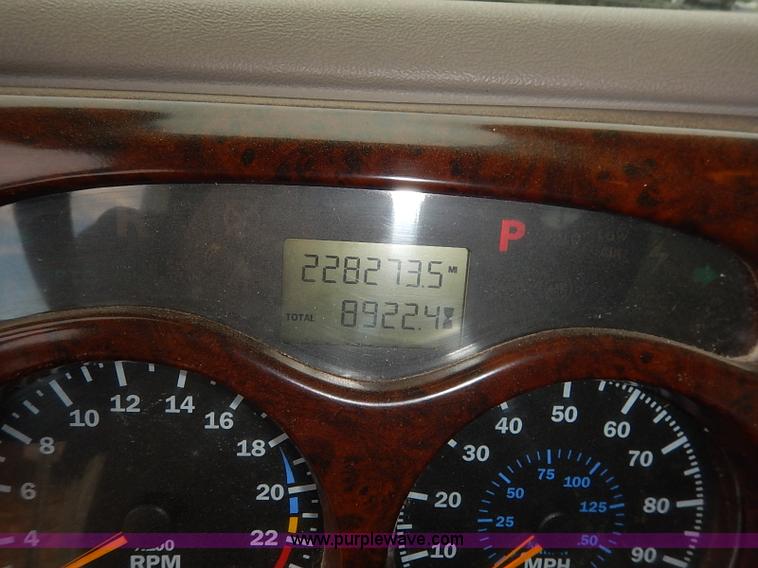 P
228273.5 MI
TOTAL 8922.4
4 6 8 10 12 14 16 18 20 22
RPM
10 20 30 40 50 60 70 80 90
25 50 75 100 125
MPH
www.purplewave.com